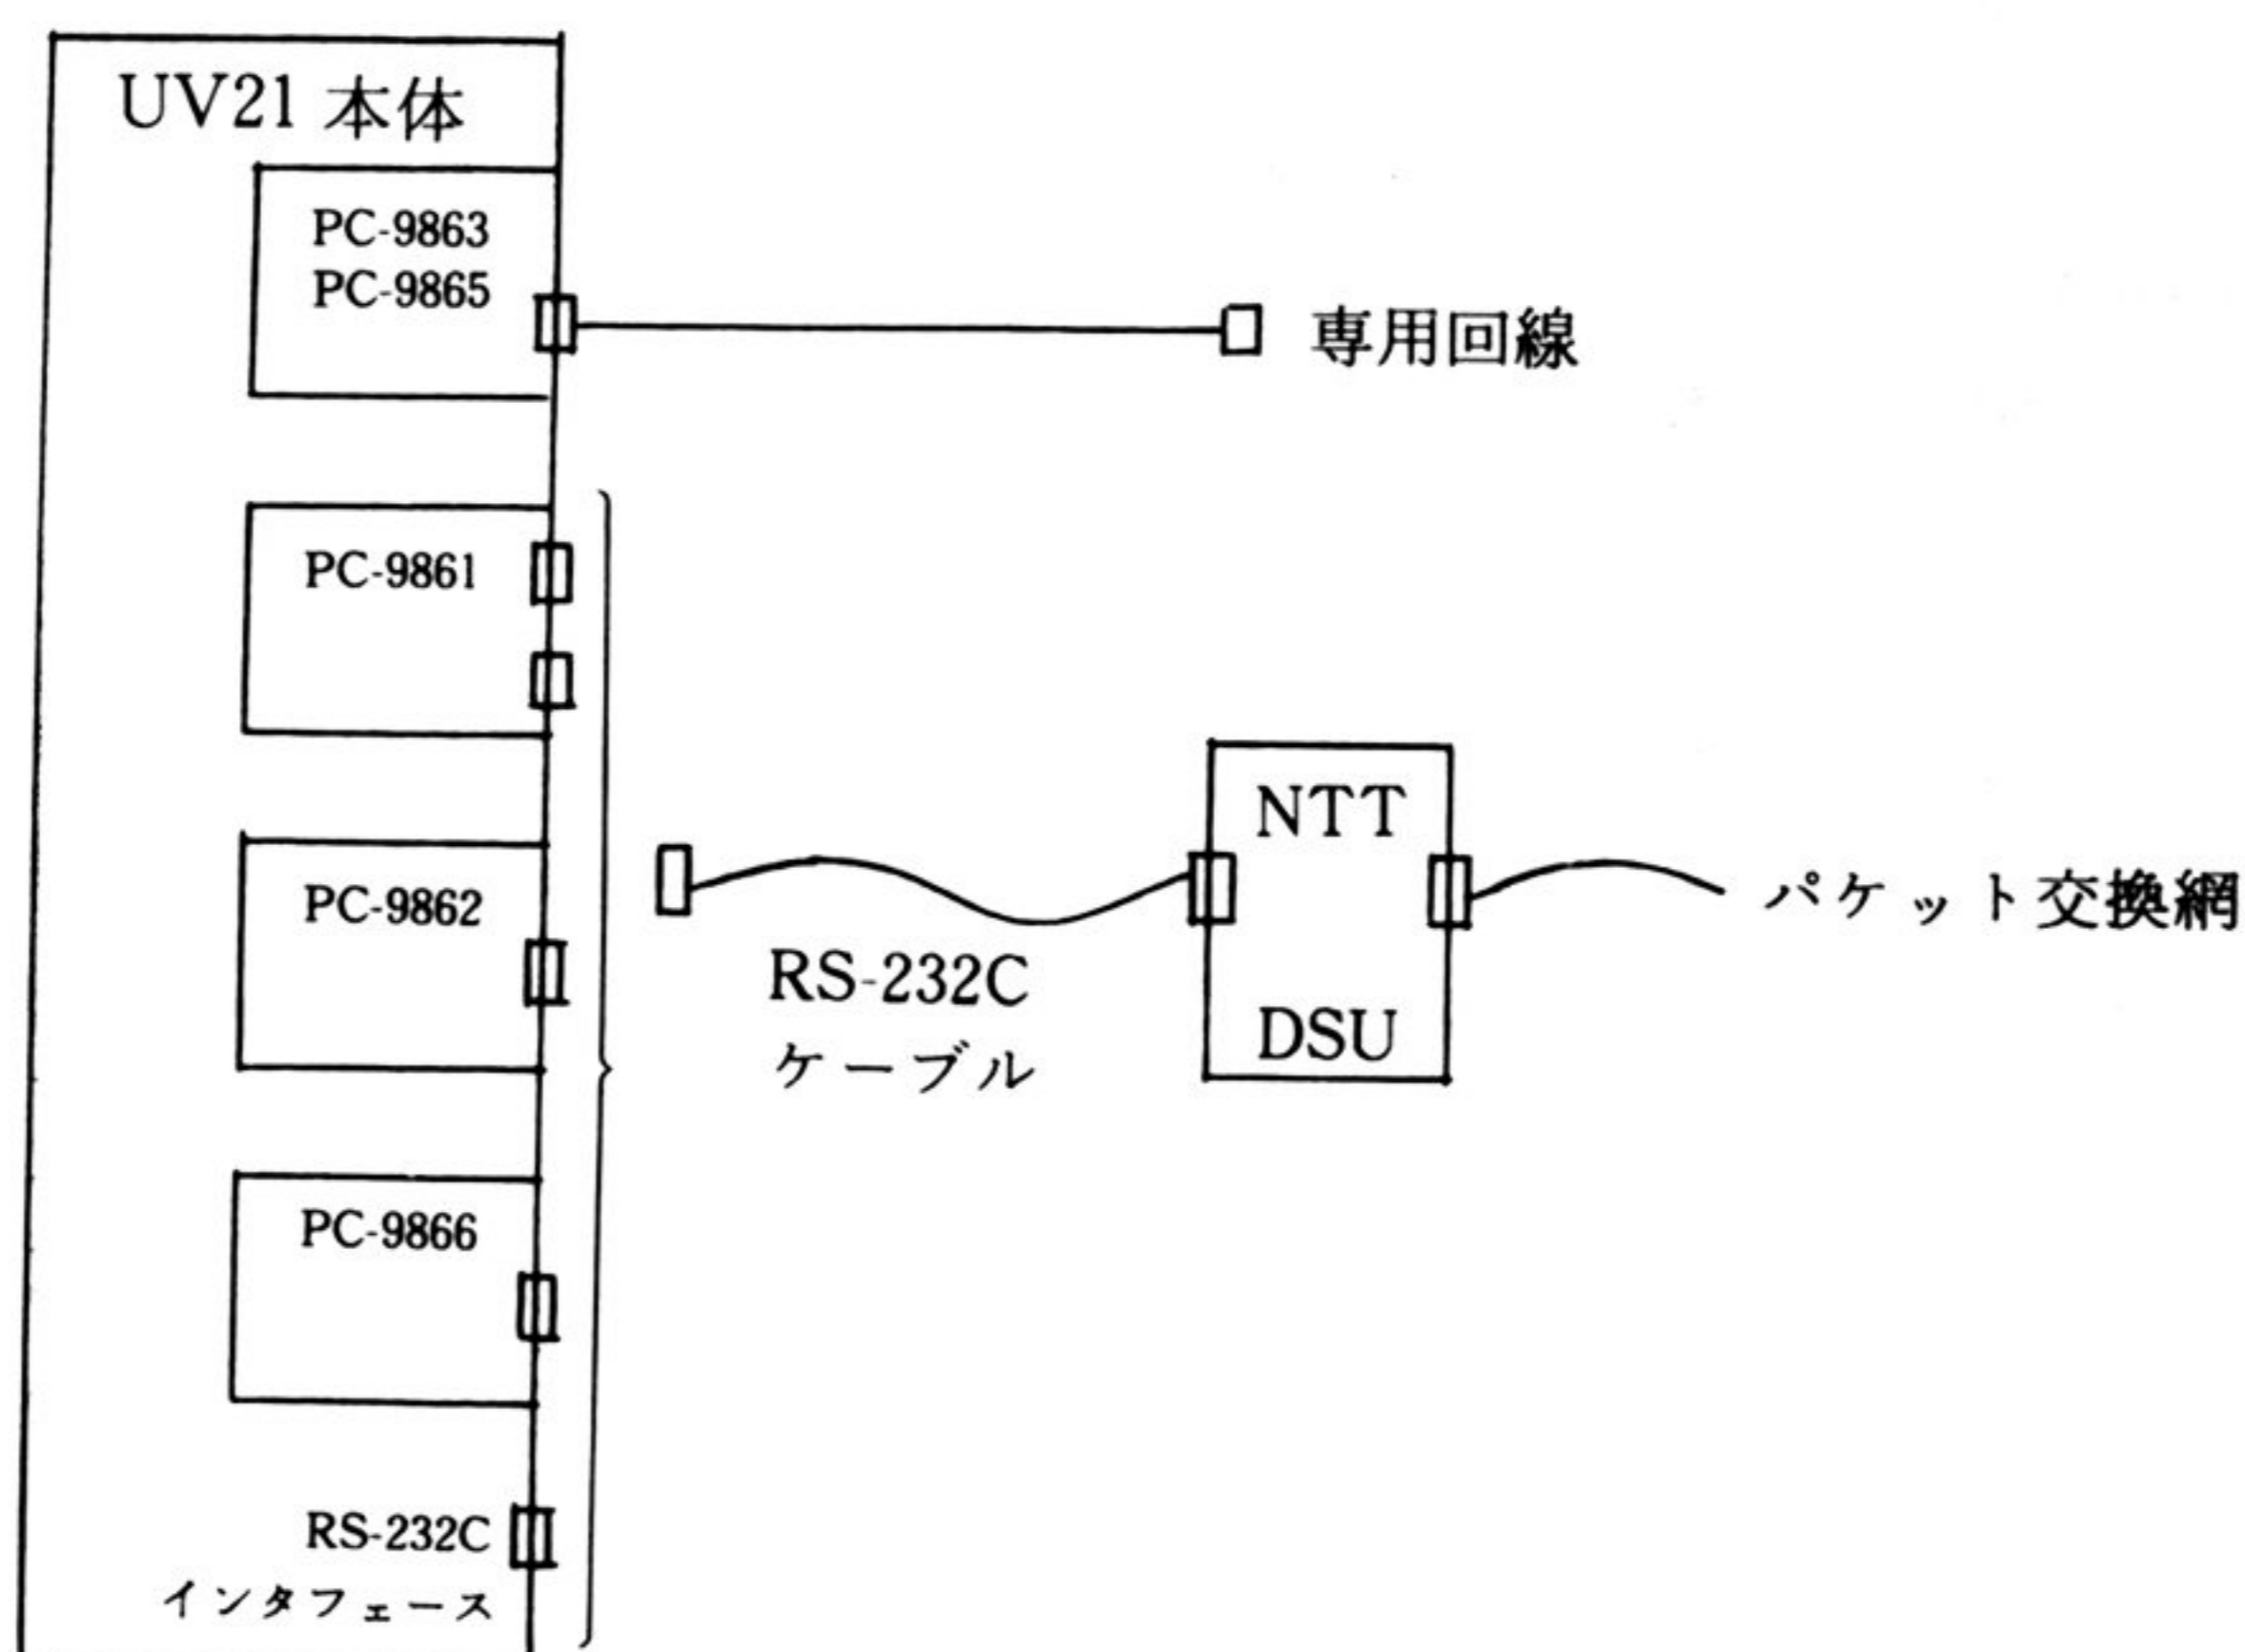 UV21 本体
PC-9863
PC-9865
専用回線
PC-9861
NTT
DSU
PC-9862
パケット交換網
RS-232C
ケーブル
PC-9866
RS-232C
インタフェース